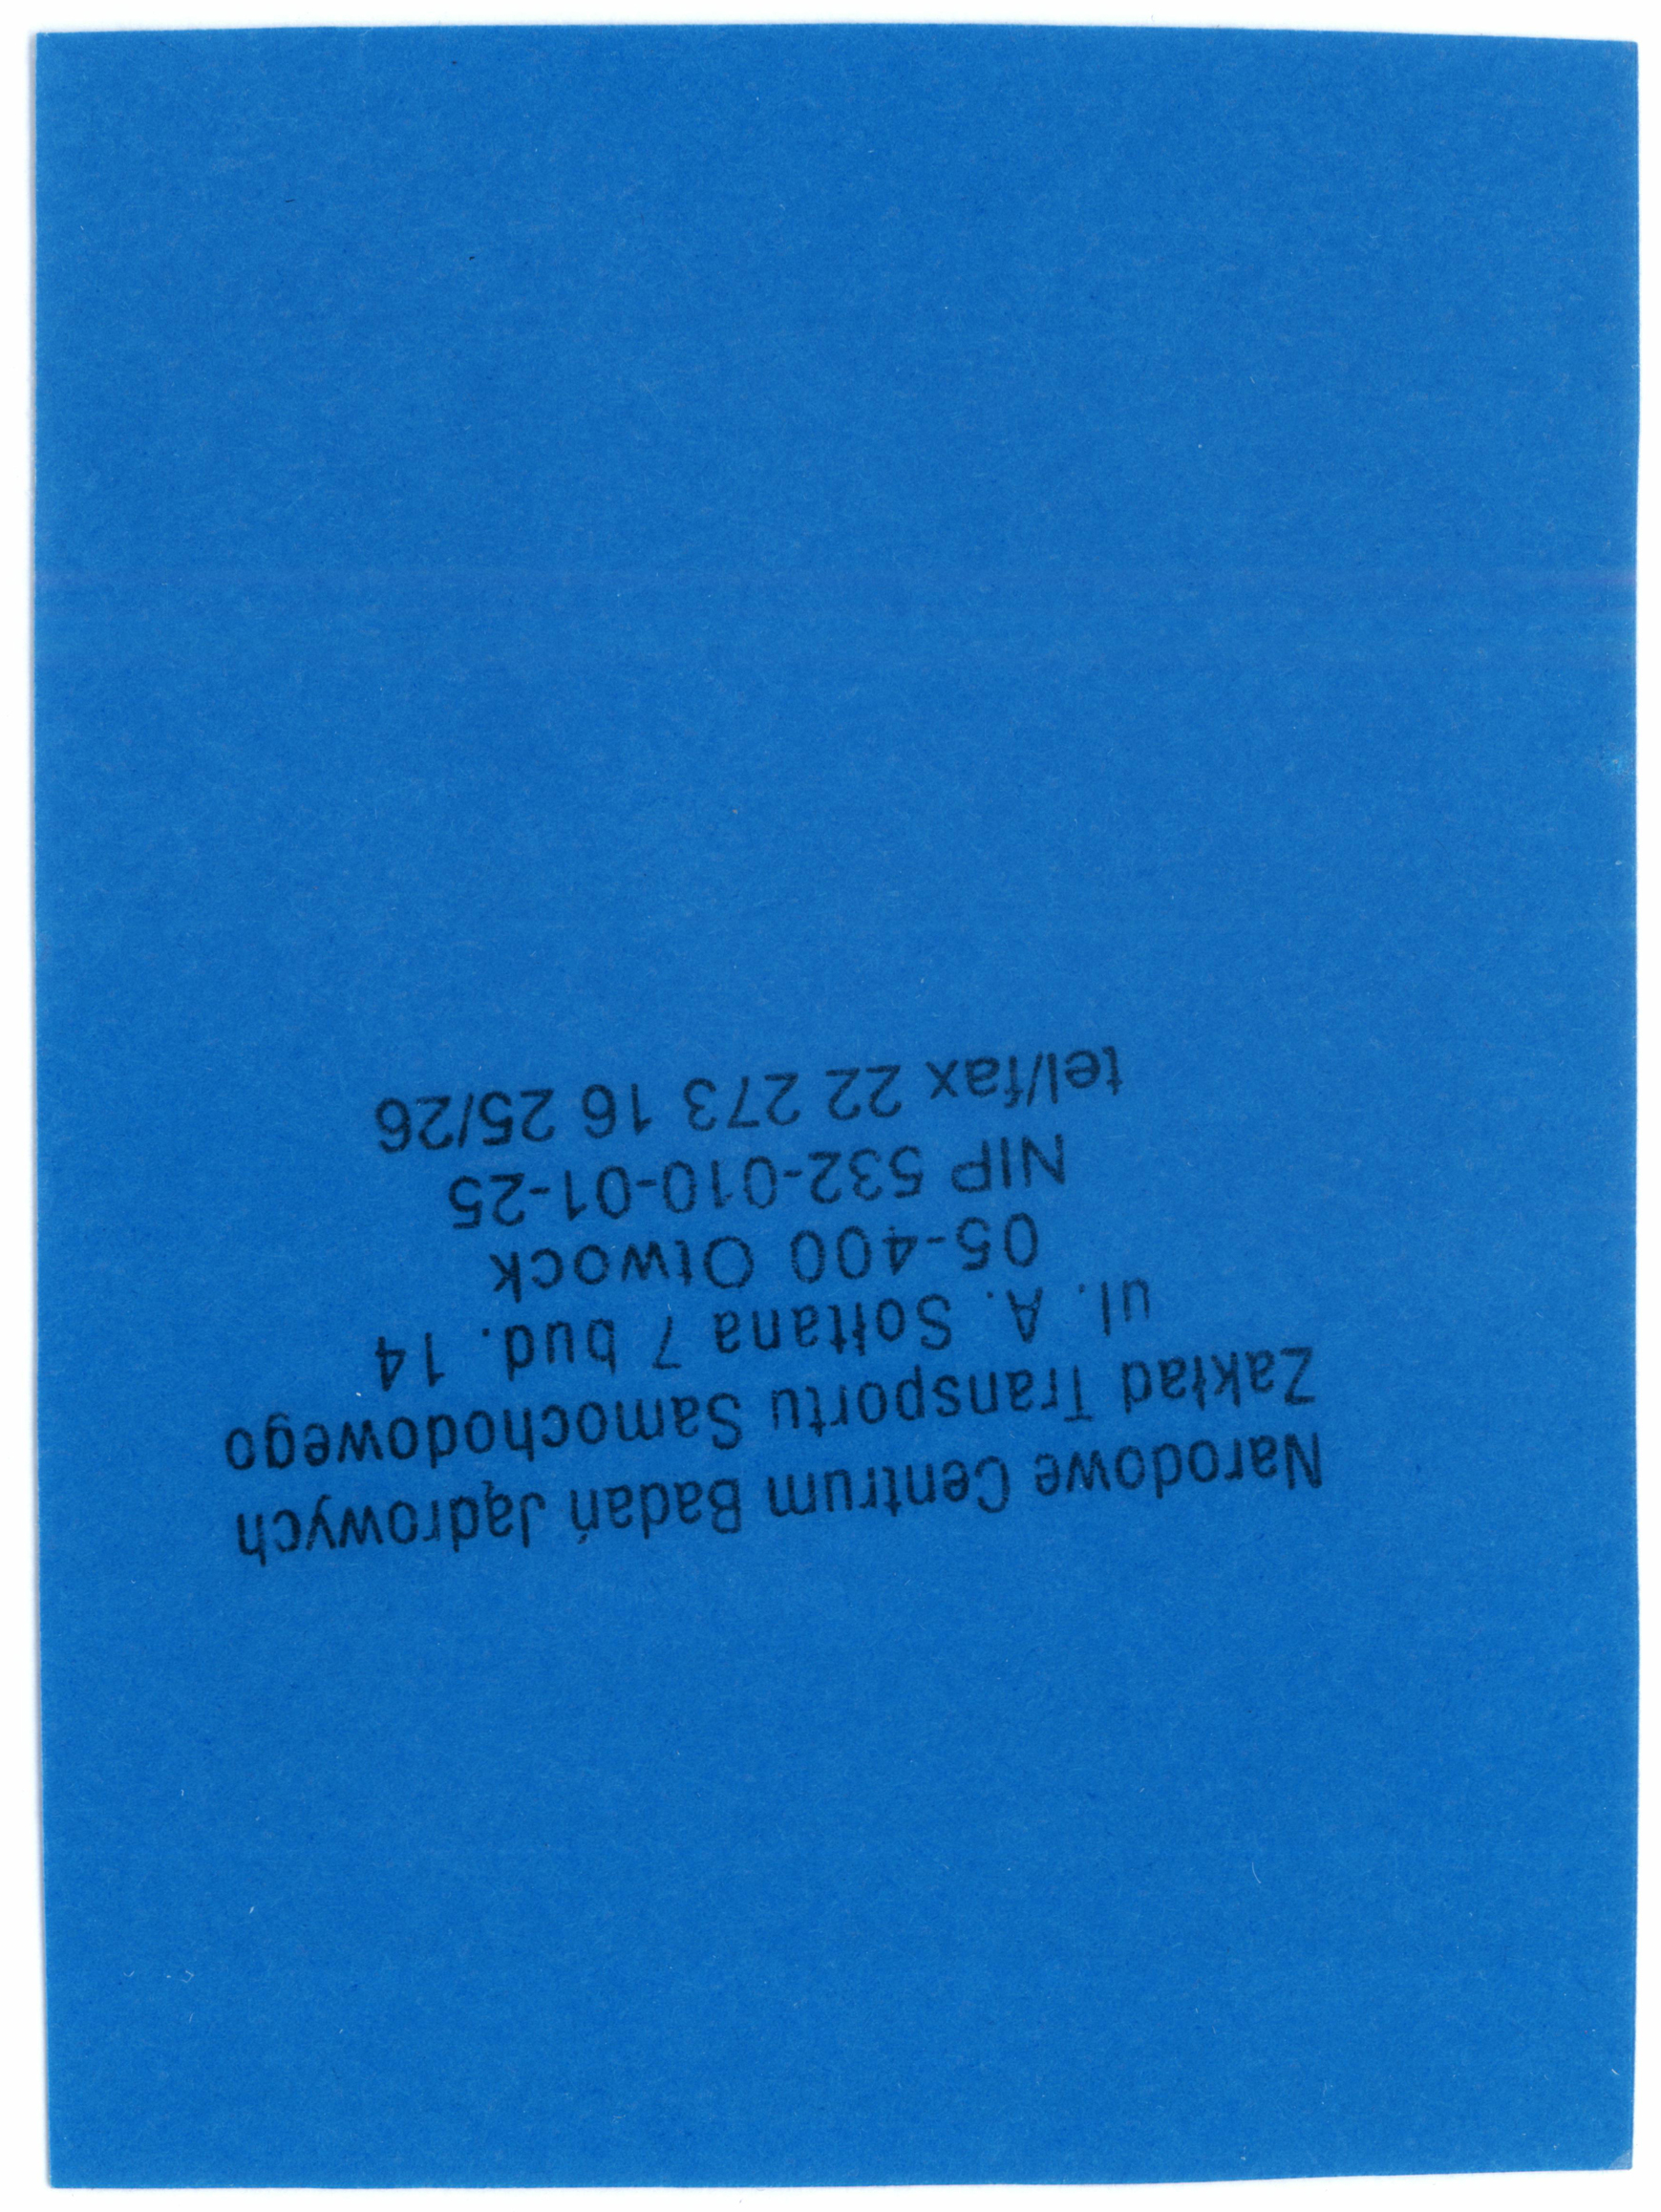 Narodowe Centrum Badań Jądrowych
Zakład Transportu Samochodowego
ul. A. Sołtana 7 bud. 14
05-400 Otwock
NIP 532-010-01-25
tel/fax 22 273 16 25/26